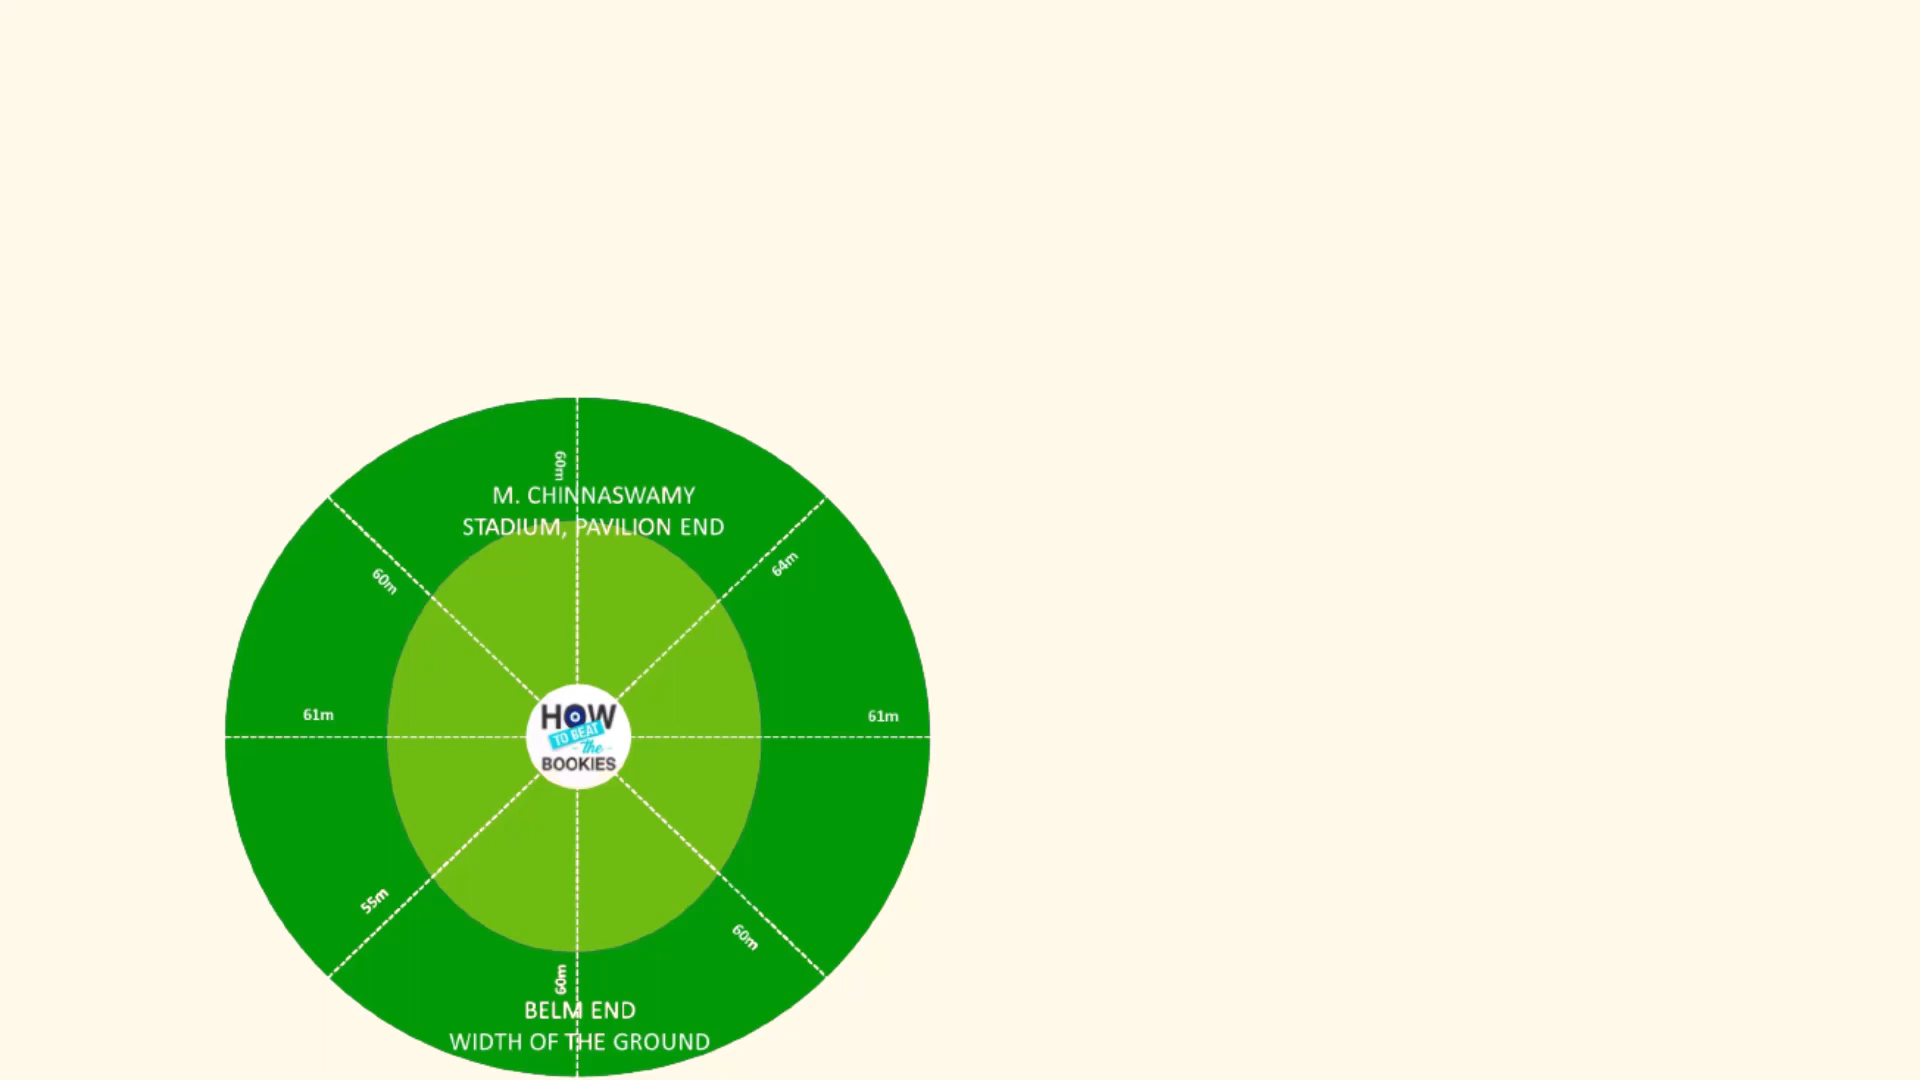 60m
M. CHINNASWAMY
STADIUM, PAVILION END
60m
64m
61m
61m
HOW
TO BEAT
-The-
BOOKIES
55m
60m
60m
BELM END
WIDTH OF THE GROUND